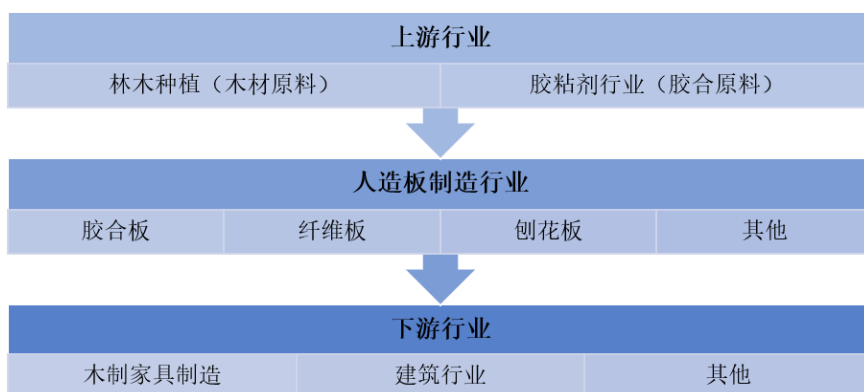 上游行业
林木种植（木材原料） 胶粘剂行业（胶合原料）
人造板制造行业
胶合板 纤维板 刨花板 其他
下游行业
木制家具制造 建筑行业 其他